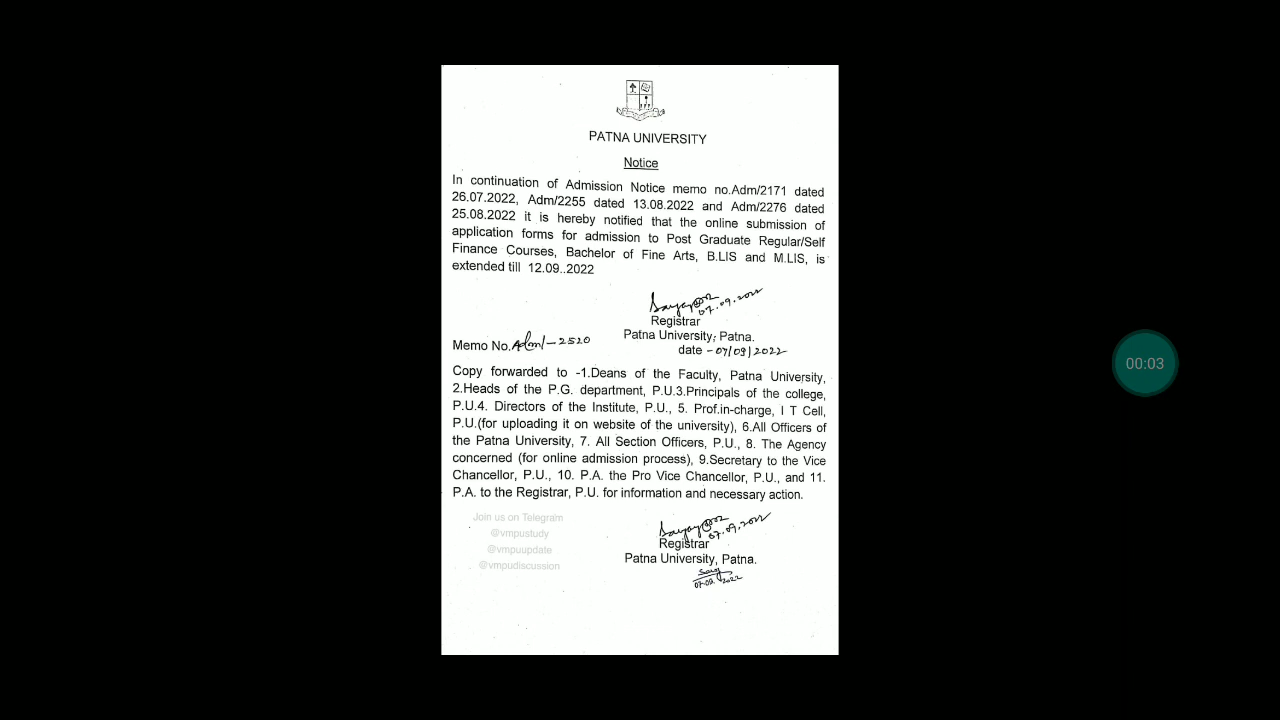 PATNA UNIVERSITY
Notice
In continuation of Admission Notice memo no.Adm/2171 dated
26.07.2022, Adm/2255 dated 13.08.2022 and Adm/2276 dated
25.08.2022 it is hereby notified that the online submission of
application forms for admission to Post Graduate Regular/Self
Finance Courses, Bachelor of Fine Arts, B.LIS and M.LIS, is
extended till 12.09..2022
07.09.2022
Registrar
Patna University, Patna.
Memo No.Adm/-2520
date -07/09/2022
Copy forwarded to -1.Deans of the Faculty, Patna University,
2.Heads of the P.G. department, P.U.3.Principals of the college,
P.U.4. Directors of the Institute, P.U., 5. Prof.in-charge, I T Cell,
P.U.(for uploading it on website of the university), 6.All Officers of
the Patna University, 7. All Section Officers, P.U., 8. The Agency
concerned (for online admission process), 9.Secretary to the Vice
Chancellor, P.U., 10. P.A. the Pro Vice Chancellor, P.U., and 11.
P.A. to the Registrar, P.U. for information and necessary action.
07.09.2022
Registrar
Patna University, Patna.
Join us on Telegram
@vmpustudy
@vmpuupdate
@vmpudiscussion
00:03